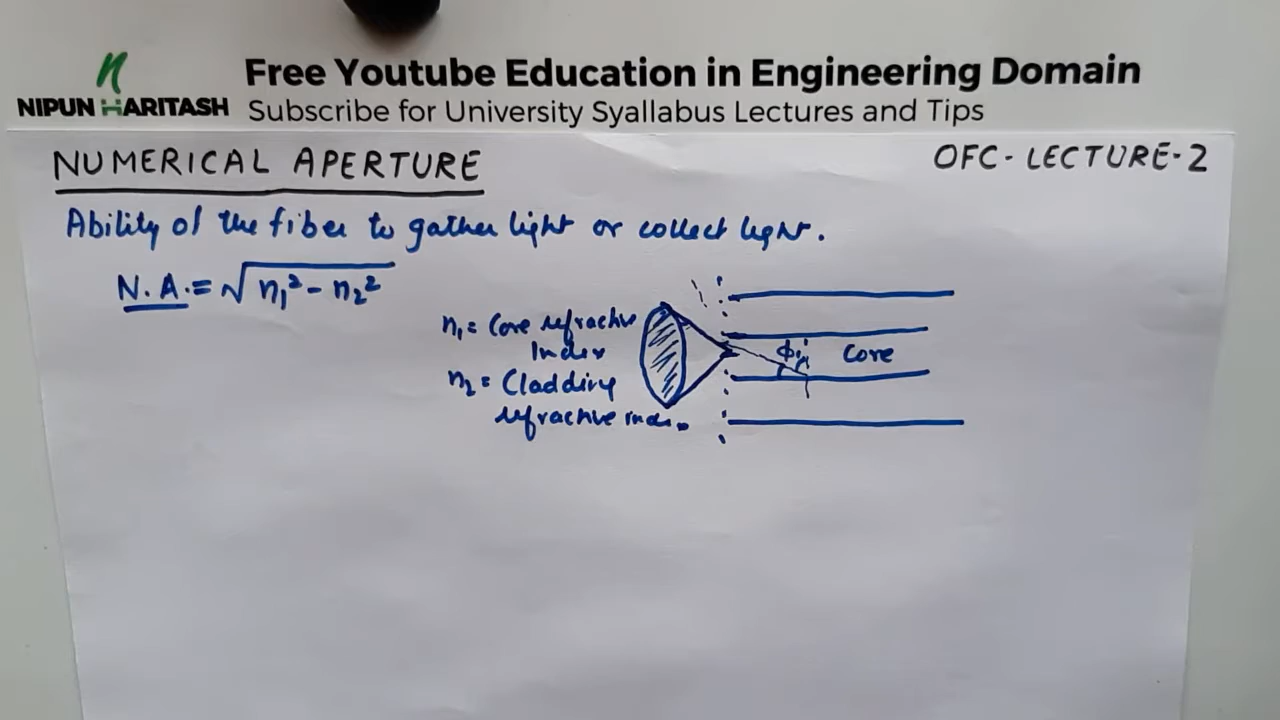 n
NIPUN HARITASH
Free Youtube Education in Engineering Domain
Subscribe for University Syallabus Lectures and Tips
NUMERICAL APERTURE
OFC - LECTURE - 2
Ability of the fiber to gather light or collect light.
N.A. = √n₁² - n₂²
n₁ = Core refractive
Index
n₂ = Cladding
refractive index.
ϕ
Core